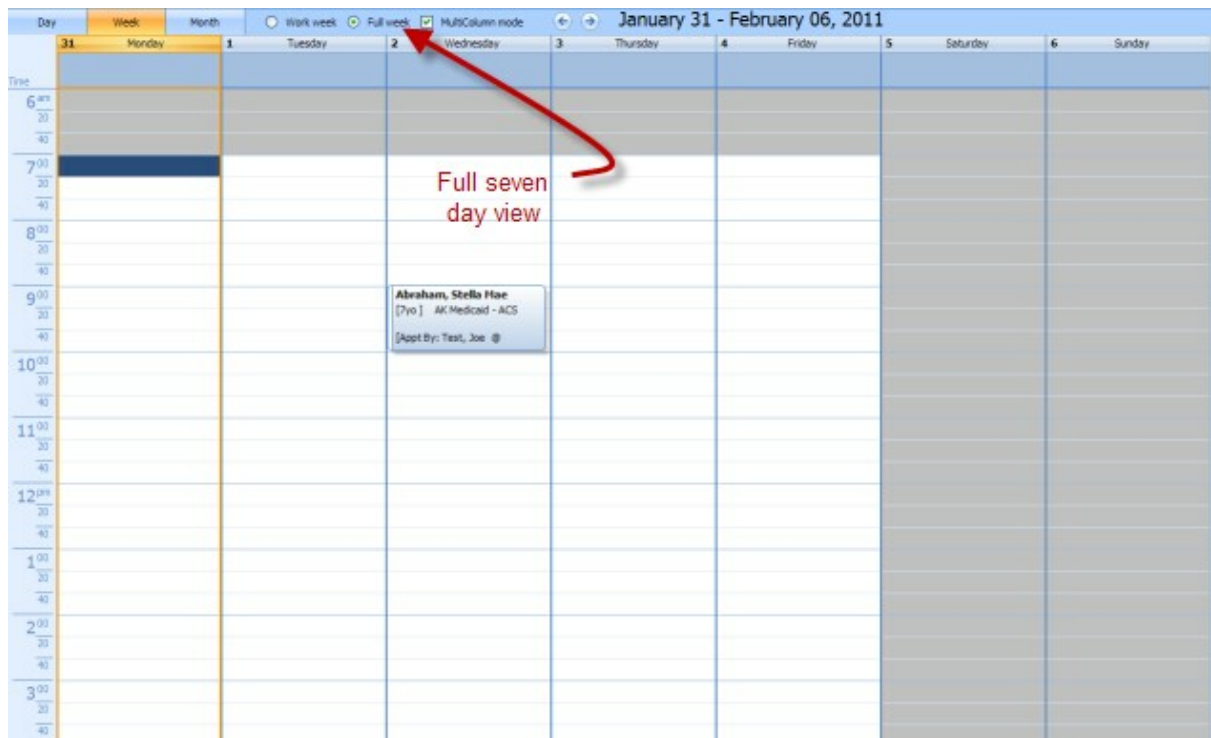 Day Week Month Work week Full week MultiColumn mode January 31 - February 06, 2011
31 Monday 1 Tuesday 2 Wednesday 3 Thursday 4 Friday 5 Saturday 6 Sunday
Time
6 am
20
40
7 00
20
40
Full seven
day view
8 00
20
40
9 00
20
40
Abraham, Stella Mae
[7yo ] AK Medicaid - ACS
[Appt By: Test, Joe @
10 00
20
40
11 00
20
40
12 pm
20
40
1 00
20
40
2 00
20
40
3 00
20
40